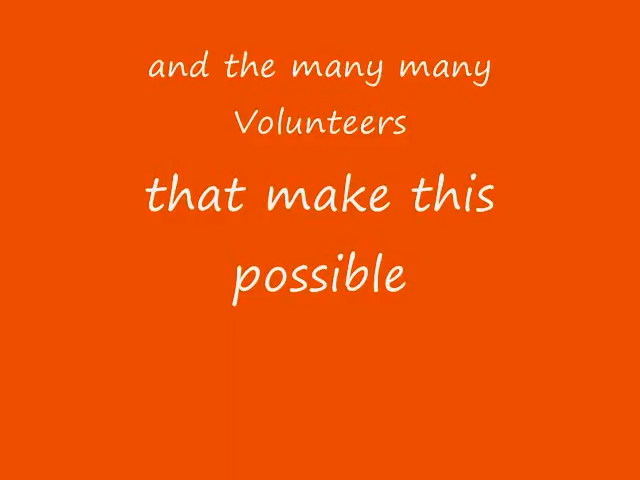 and the many many
Volunteers
that make this
possible